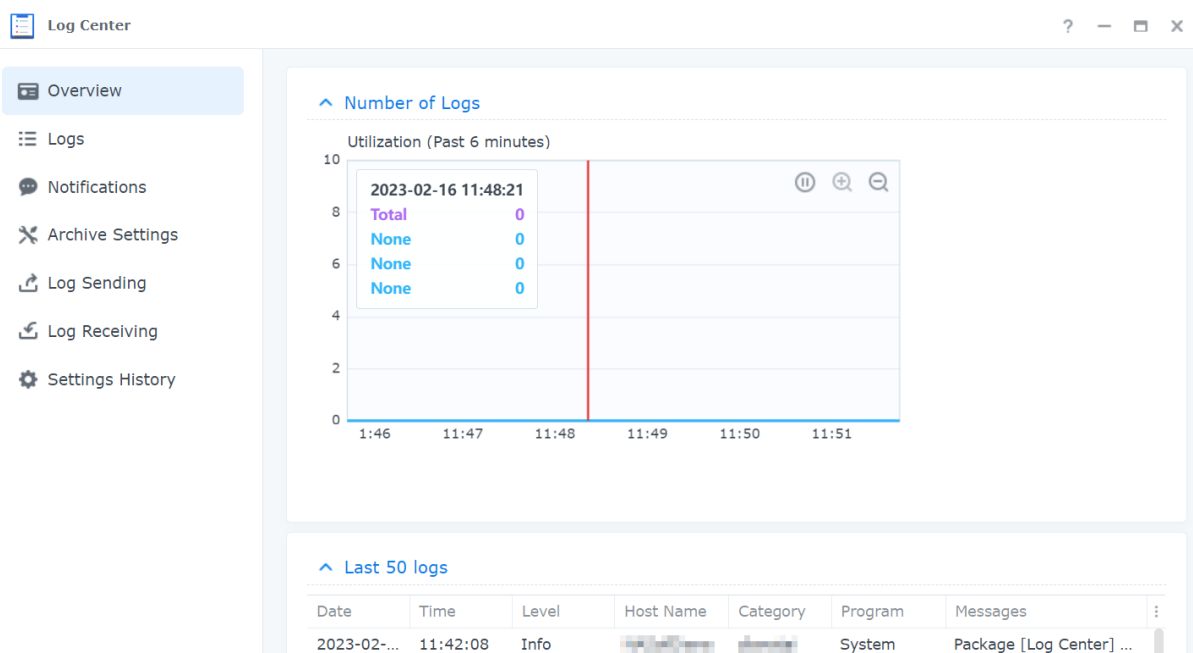 Log Center
?
Overview
Logs
Notifications
Archive Settings
Log Sending
Log Receiving
Settings History
Number of Logs
Utilization (Past 6 minutes)
10
8
6
4
2
0
2023-02-16 11:48:21
Total 0
None 0
None 0
None 0
1:46 11:47 11:48 11:49 11:50 11:51
Last 50 logs
Date Time Level Host Name Category Program Messages
2023-02-... 11:42:08 Info System Package [Log Center] ...